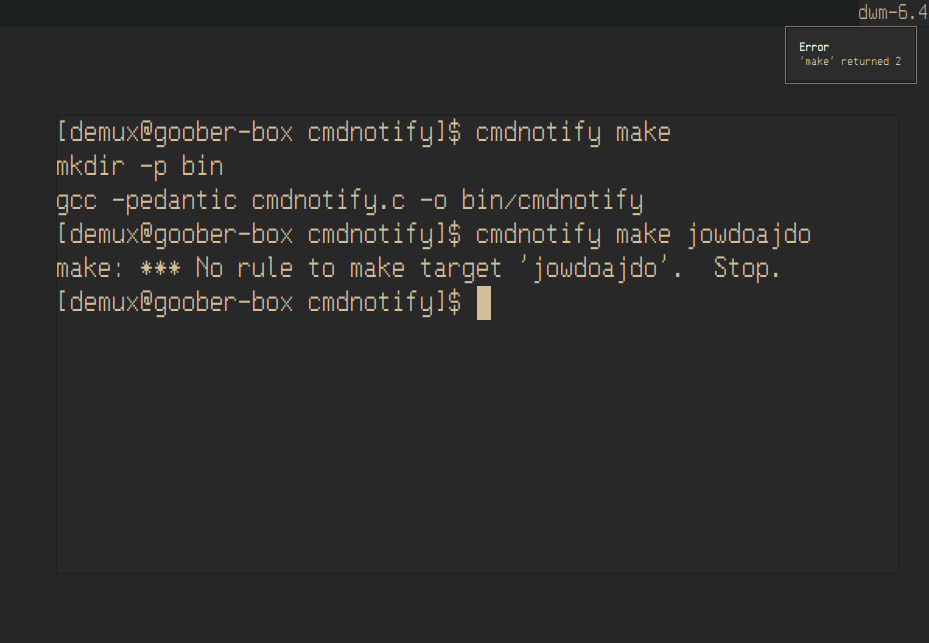 dwm-6.4
Error
'make' returned 2
[demux@goober-box cmdnotify]$ cmdnotify make
mkdir -p bin
gcc -pedantic cmdnotify.c -o bin/cmdnotify
[demux@goober-box cmdnotify]$ cmdnotify make jowdoajdo
make: *** No rule to make target 'jowdoajdo'.  Stop.
[demux@goober-box cmdnotify]$